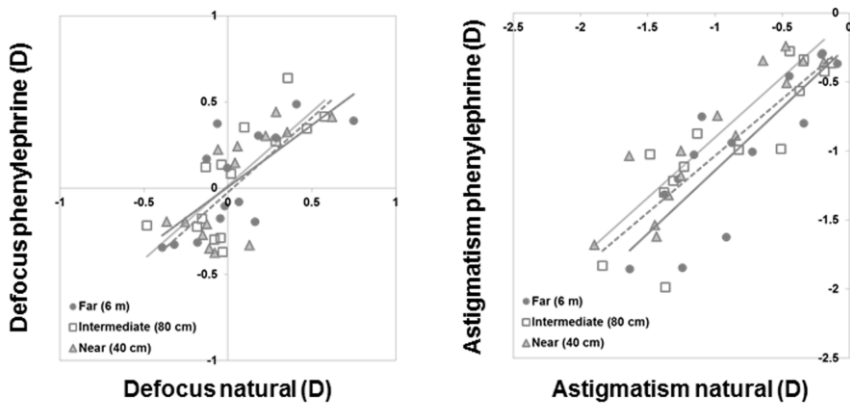 Defocus phenylephrine (D)
1
0.5
0
-1
-0.5
0
0.5
1
-0.5
-1
Far (6 m)
Intermediate (80 cm)
Near (40 cm)
Defocus natural (D)
Astigmatism phenylephrine (D)
-2.5
-2
-1.5
-1
-0.5
0
0
-0.5
-1
-1.5
-2
-2.5
Far (6 m)
Intermediate (80 cm)
Near (40 cm)
Astigmatism natural (D)